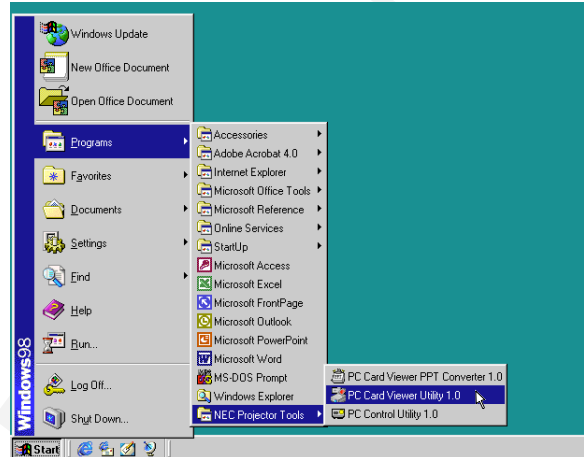 Windows Update
New Office Document
Open Office Document
Programs
Favorites
Documents
Settings
Find
Help
Run...
Log Off...
Shut Down...
Windows98
Accessories
Adobe Acrobat 4.0
Internet Explorer
Microsoft Office Tools
Microsoft Reference
Online Services
StartUp
Microsoft Access
Microsoft Excel
Microsoft FrontPage
Microsoft Outlook
Microsoft PowerPoint
Microsoft Word
MS-DOS Prompt
Windows Explorer
NEC Projector Tools
PC Card Viewer PPT Converter 1.0
PC Card Viewer Utility 1.0
PC Control Utility 1.0
Start